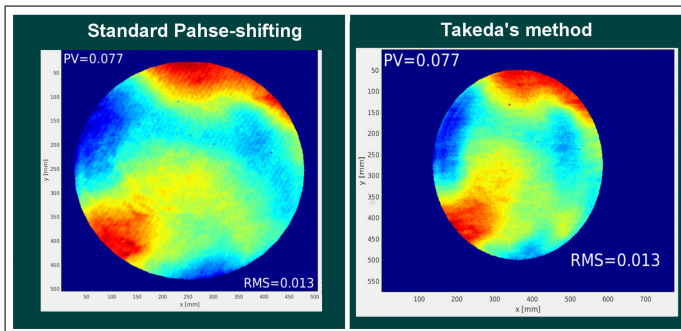 Standard Pahse-shifting
PV=0.077
50
100
150
200
250
300
350
400
450
500
y [mm]
RMS=0.013
50 100 150 200 250 300 350 400 450 500
x [mm]
Takeda's method
PV=0.077
50
100
150
200
250
300
350
400
450
500
550
y [mm]
RMS=0.013
100 200 300 400 500 600 700
x [mm]